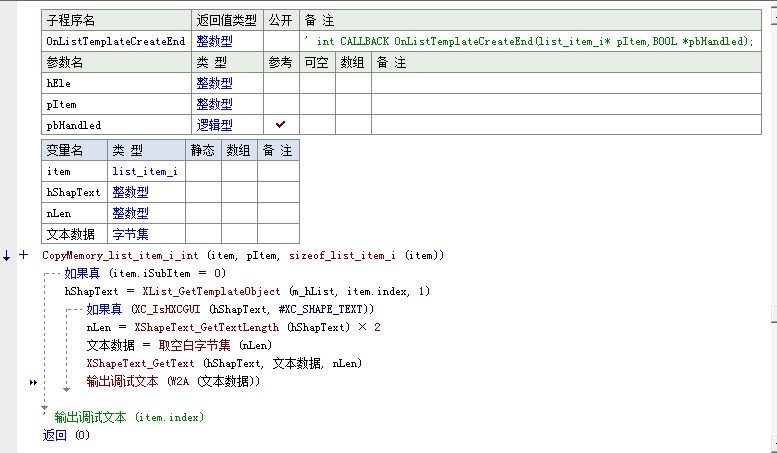 子程序名 返回值类型 公开 备 注
OnListTemplateCreateEnd 整数型 ' int CALLBACK OnListTemplateCreateEnd(list_item_i* pItem,BOOL *pbHandled);
参数名 类 型 参考 可空 数组 备 注
hEle 整数型
pItem 整数型
pbHandled 逻辑型 ✓
变量名 类 型 静态 数组 备 注
item list_item_i
hShapText 整数型
nLen 整数型
文本数据 字节集
CopyMemory_list_item_i_int (item, pItem, sizeof_list_item_i (item))
如果真 (item.iSubItem = 0)
hShapText = XList_GetTemplateObject (m_hList, item.index, 1)
如果真 (XC_IsHXCGUI (hShapText, #XC_SHAPE_TEXT))
nLen = XShapeText_GetTextLength (hShapText) × 2
文本数据 = 取空白字节集 (nLen)
XShapeText_GetText (hShapText, 文本数据, nLen)
输出调试文本 (W2A (文本数据))
' 输出调试文本 (item.index)
返回 (0)